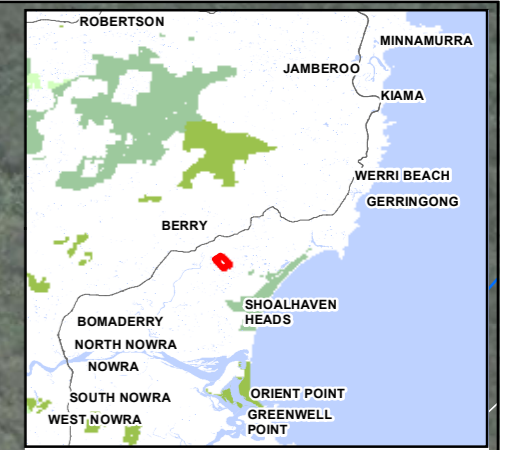 ROBERTSON
MINNAMURRA
JAMBEROO
KIAMA
WERRI BEACH
GERRINGONG
BERRY
SHOALHAVEN
HEADS
BOMADERRY
NORTH NOWRA
NOWRA
SOUTH NOWRA
ORIENT POINT
WEST NOWRA
GREENWELL
POINT